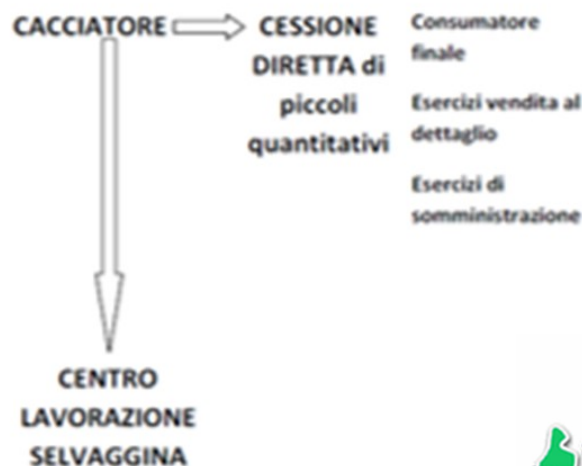 CACCIATORE
CESSIONE
DIRETTA di
piccoli
quantitativi
Consumatore
finale
Esercizi vendita al
dettaglio
Esercizi di
somministrazione
CENTRO
LAVORAZIONE
SELVAGGINA